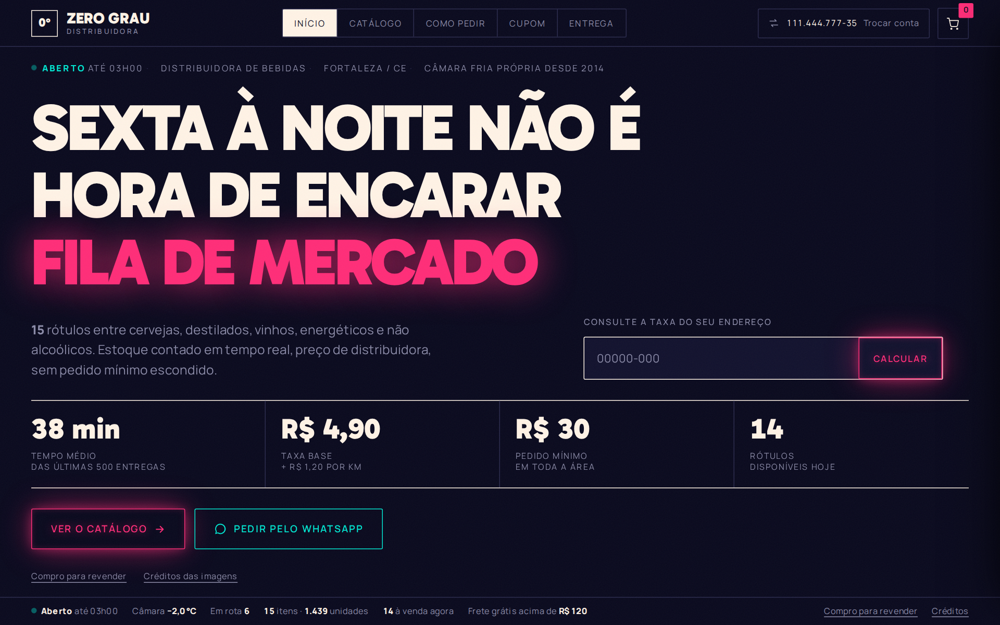 0°
ZERO GRAU
DISTRIBUIDORA
INÍCIO
CATÁLOGO
COMO PEDIR
CUPOM
ENTREGA
111.444.777-35 Trocar conta
0
ABERTO ATÉ 03H00 · DISTRIBUIDORA DE BEBIDAS · FORTALEZA / CE · CÂMARA FRIA PRÓPRIA DESDE 2014
SEXTA À NOITE NÃO É
HORA DE ENCARAR
FILA DE MERCADO
15 rótulos entre cervejas, destilados, vinhos, energéticos e não
alcoólicos. Estoque contado em tempo real, preço de distribuidora,
sem pedido mínimo escondido.
CONSULTE A TAXA DO SEU ENDEREÇO
00000-000
CALCULAR
38 min
TEMPO MÉDIO
DAS ÚLTIMAS 500 ENTREGAS
R$ 4,90
TAXA BASE
+ R$ 1,20 POR KM
R$ 30
PEDIDO MÍNIMO
EM TODA A ÁREA
14
RÓTULOS
DISPONÍVEIS HOJE
VER O CATÁLOGO →
PEDIR PELO WHATSAPP
Compro para revender
Créditos das imagens
Aberto até 03h00
Câmara −2,0°C
Em rota 6
15 itens · 1.439 unidades
14 à venda agora
Frete grátis acima de R$ 120
Compro para revender
Créditos